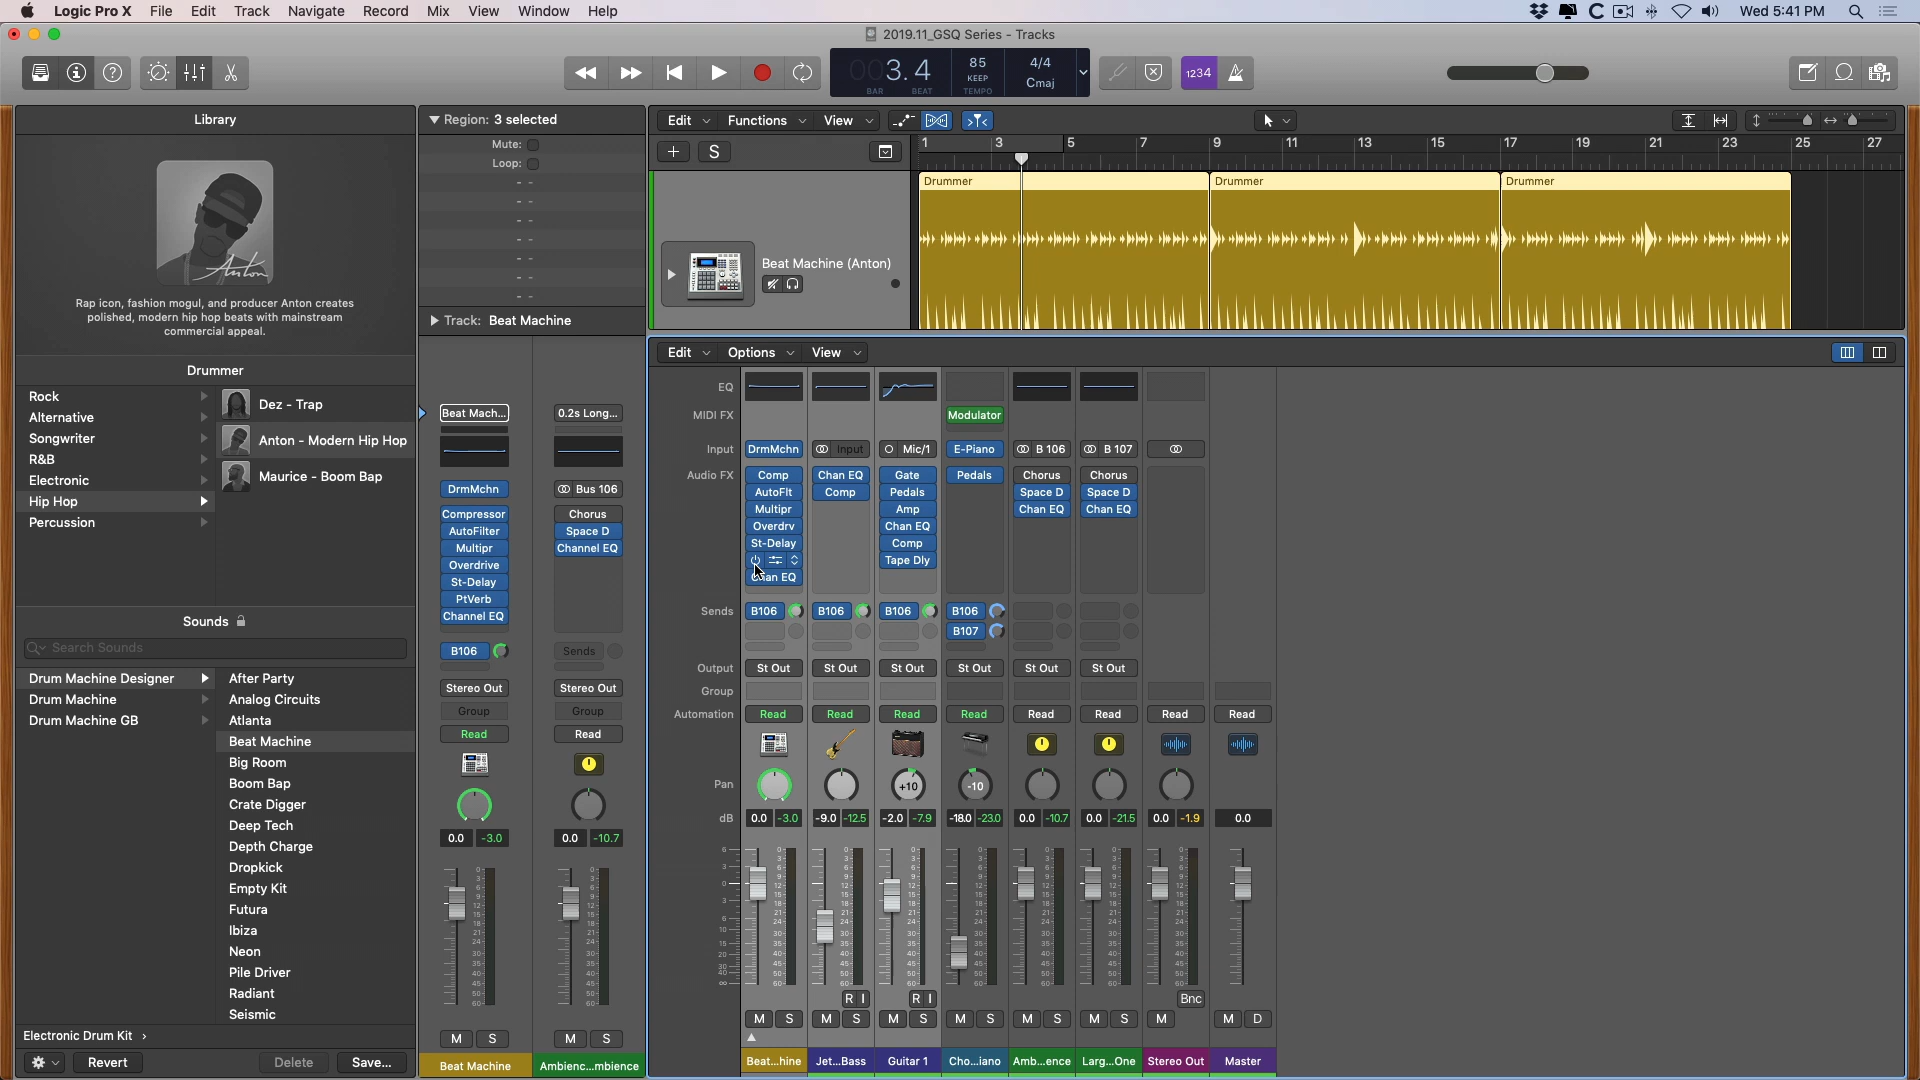 Logic Pro X File Edit Track Navigate Record Mix View Window Help
Wed 5:41 PM
2019.11_GSQ Series - Tracks
003.4
BAR BEAT
85
KEEP
TEMPO
4/4
Cmaj
1234
Library
Anton
Rap icon, fashion mogul, and producer Anton creates
polished, modern hip hop beats with mainstream
commercial appeal.
Drummer
Rock
Alternative
Songwriter
R&B
Electronic
Hip Hop
Percussion
Dez - Trap
Anton - Modern Hip Hop
Maurice - Boom Bap
Sounds
Search Sounds
Drum Machine Designer
Drum Machine
Drum Machine GB
After Party
Analog Circuits
Atlanta
Beat Machine
Big Room
Boom Bap
Crate Digger
Deep Tech
Depth Charge
Dropkick
Empty Kit
Futura
Ibiza
Neon
Pile Driver
Radiant
Seismic
Electronic Drum Kit
Revert
Delete
Save...
Region: 3 selected
Mute:
Loop:
Track: Beat Machine
Beat Mach...
DrmMchn
Compressor
AutoFilter
Multipr
Overdrive
St-Delay
PtVerb
Channel EQ
B106
Stereo Out
Group
Read
0.0 -3.0
M S
Beat Machine
0.2s Long...
Bus 106
Chorus
Space D
Channel EQ
Sends
Stereo Out
Group
Read
0.0 -10.7
M S
Ambienc...mbience
Edit Functions View
S
1 3 5 7 9 11 13 15 17 19 21 23 25 27
Beat Machine (Anton)
Drummer Drummer Drummer
Edit Options View
EQ
MIDI FX Modulator
Input DrmMchn Input Mic/1 E-Piano B 106 B 107
Audio FX Comp Chan EQ Gate Pedals Chorus Chorus
AutoFlt Comp Pedals Space D Space D
Multipr Amp Chan EQ Chan EQ
Overdrv Chan EQ
St-Delay Comp
Tape Dly
Chan EQ
Sends B106 B106 B106 B106
B107
Output St Out St Out St Out St Out St Out St Out
Group
Automation Read Read Read Read Read Read Read Read
Pan +10 -10
dB 0.0 -3.0 -9.0 -12.5 -2.0 -7.9 -18.0 -23.0 0.0 -10.7 0.0 -21.5 0.0 -1.9 0.0
R I R I Bnc
M S M S M S M S M S M S M M D
Beat...hine Jet...Bass Guitar 1 Cho...iano Amb...ence Larg...One Stereo Out Master